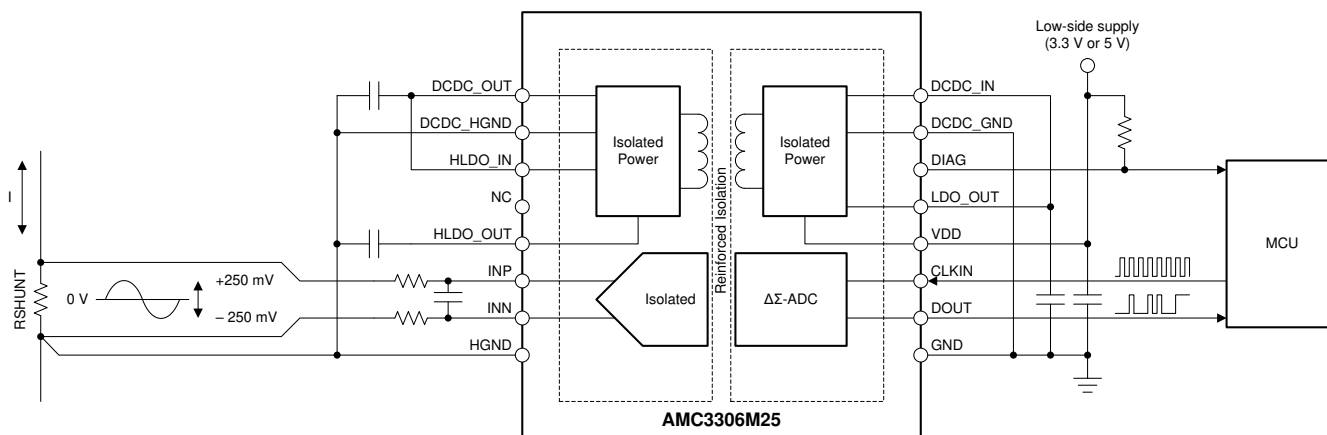 Low-side supply
(3.3 V or 5 V)
DCDC_OUT
DCDC_HGND
HLDO_IN
NC
HLDO_OUT
INP
INN
HGND
Isolated
Power
Isolated
Reinforced Isolation
Isolated
Power
ΔΣ-ADC
DCDC_IN
DCDC_GND
DIAG
LDO_OUT
VDD
CLKIN
DOUT
GND
MCU
I
RSHUNT
0 V
+250 mV
– 250 mV
AMC3306M25